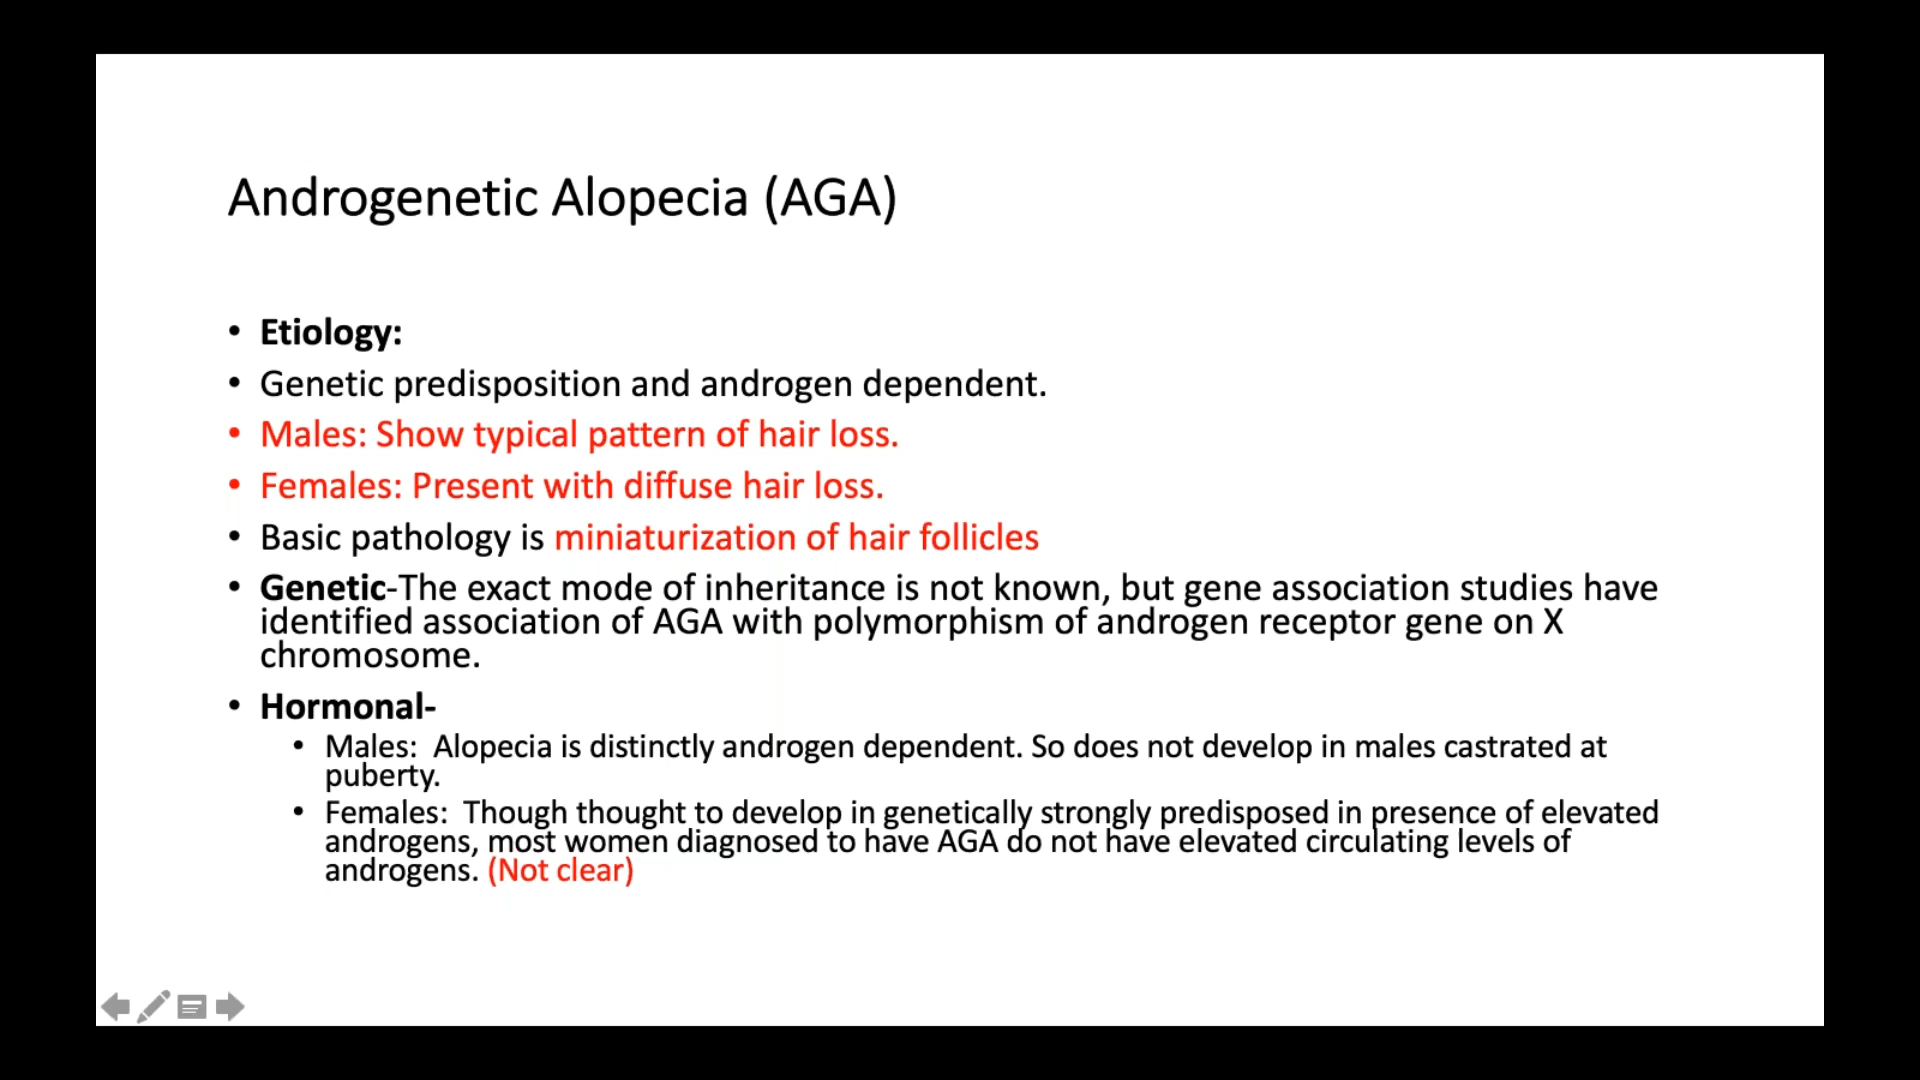 Androgenetic Alopecia (AGA)
• Etiology:
• Genetic predisposition and androgen dependent.
• Males: Show typical pattern of hair loss.
• Females: Present with diffuse hair loss.
• Basic pathology is miniaturization of hair follicles
• Genetic-The exact mode of inheritance is not known, but gene association studies have
identified association of AGA with polymorphism of androgen receptor gene on X
chromosome.
• Hormonal-
• Males:  Alopecia is distinctly androgen dependent. So does not develop in males castrated at
puberty.
• Females:  Though thought to develop in genetically strongly predisposed in presence of elevated
androgens, most women diagnosed to have AGA do not have elevated circulating levels of
androgens. (Not clear)